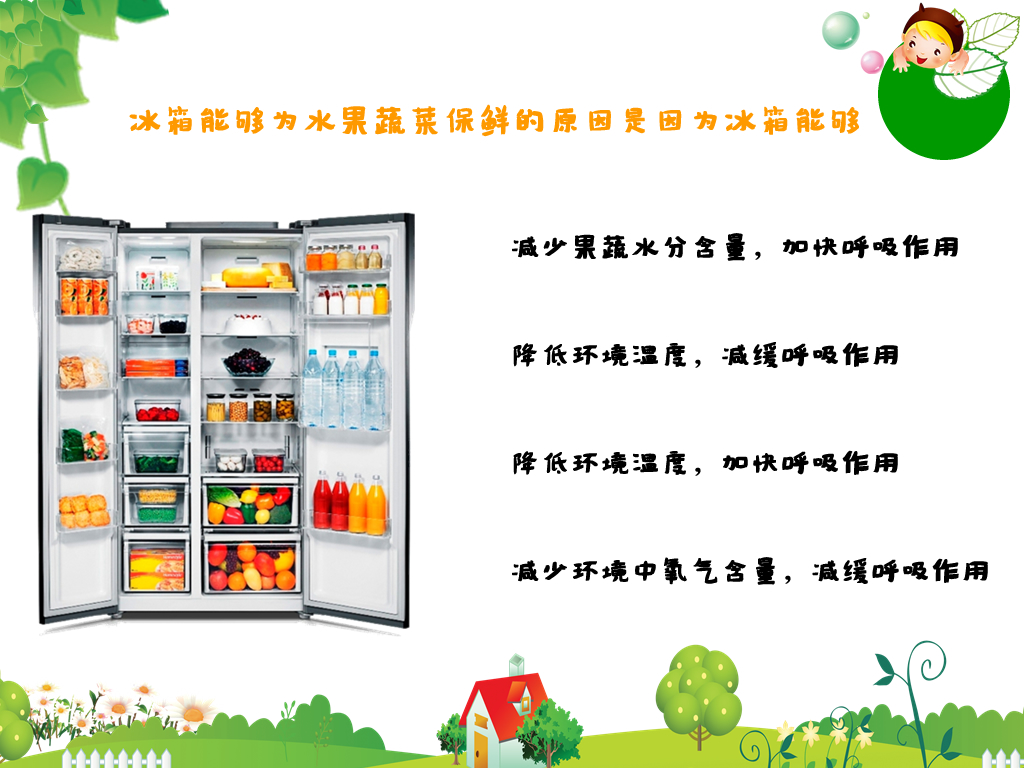 冰箱能够为水果蔬菜保鲜的原因是因为冰箱能够
减少果蔬水分含量，加快呼吸作用
降低环境温度，减缓呼吸作用
降低环境温度，加快呼吸作用
减少环境中氧气含量，减缓呼吸作用